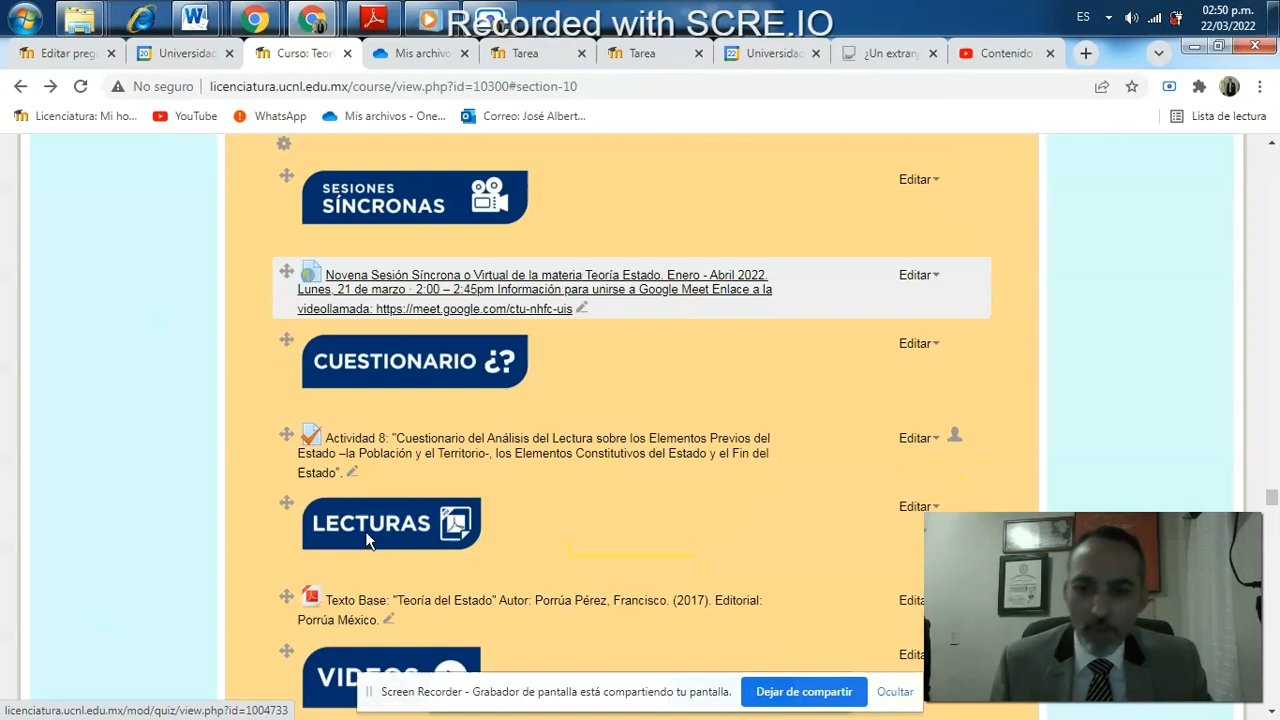 Recorded with SCRE.IO
ES
02:50 p.m.
22/03/2022
Editar preg
Universidad
Curso: Teorí
Mis archivo
Tarea
Tarea
Universidad
¿Un extran
Contenido
No seguro
licenciatura.ucnl.edu.mx/course/view.php?id=10300#section-10
Licenciatura: Mi ho...
YouTube
WhatsApp
Mis archivos - One...
Correo: José Albert...
Lista de lectura
SESIONES
SÍNCRONAS
Editar
Novena Sesión Síncrona o Virtual de la materia Teoría Estado. Enero - Abril 2022.
Lunes, 21 de marzo · 2:00 – 2:45pm Información para unirse a Google Meet Enlace a la
videollamada: https://meet.google.com/ctu-nhfc-uis
Editar
CUESTIONARIO ¿?
Editar
Actividad 8: "Cuestionario del Análisis del Lectura sobre los Elementos Previos del
Estado –la Población y el Territorio-, los Elementos Constitutivos del Estado y el Fin del
Estado".
Editar
LECTURAS
Editar
Texto Base: "Teoría del Estado" Autor: Porrúa Pérez, Francisco. (2017). Editorial:
Porrúa México.
Edita
VIDEOS
Edi
Screen Recorder - Grabador de pantalla está compartiendo tu pantalla.
Dejar de compartir
Ocultar
licenciatura.ucnl.edu.mx/mod/quiz/view.php?id=1004733